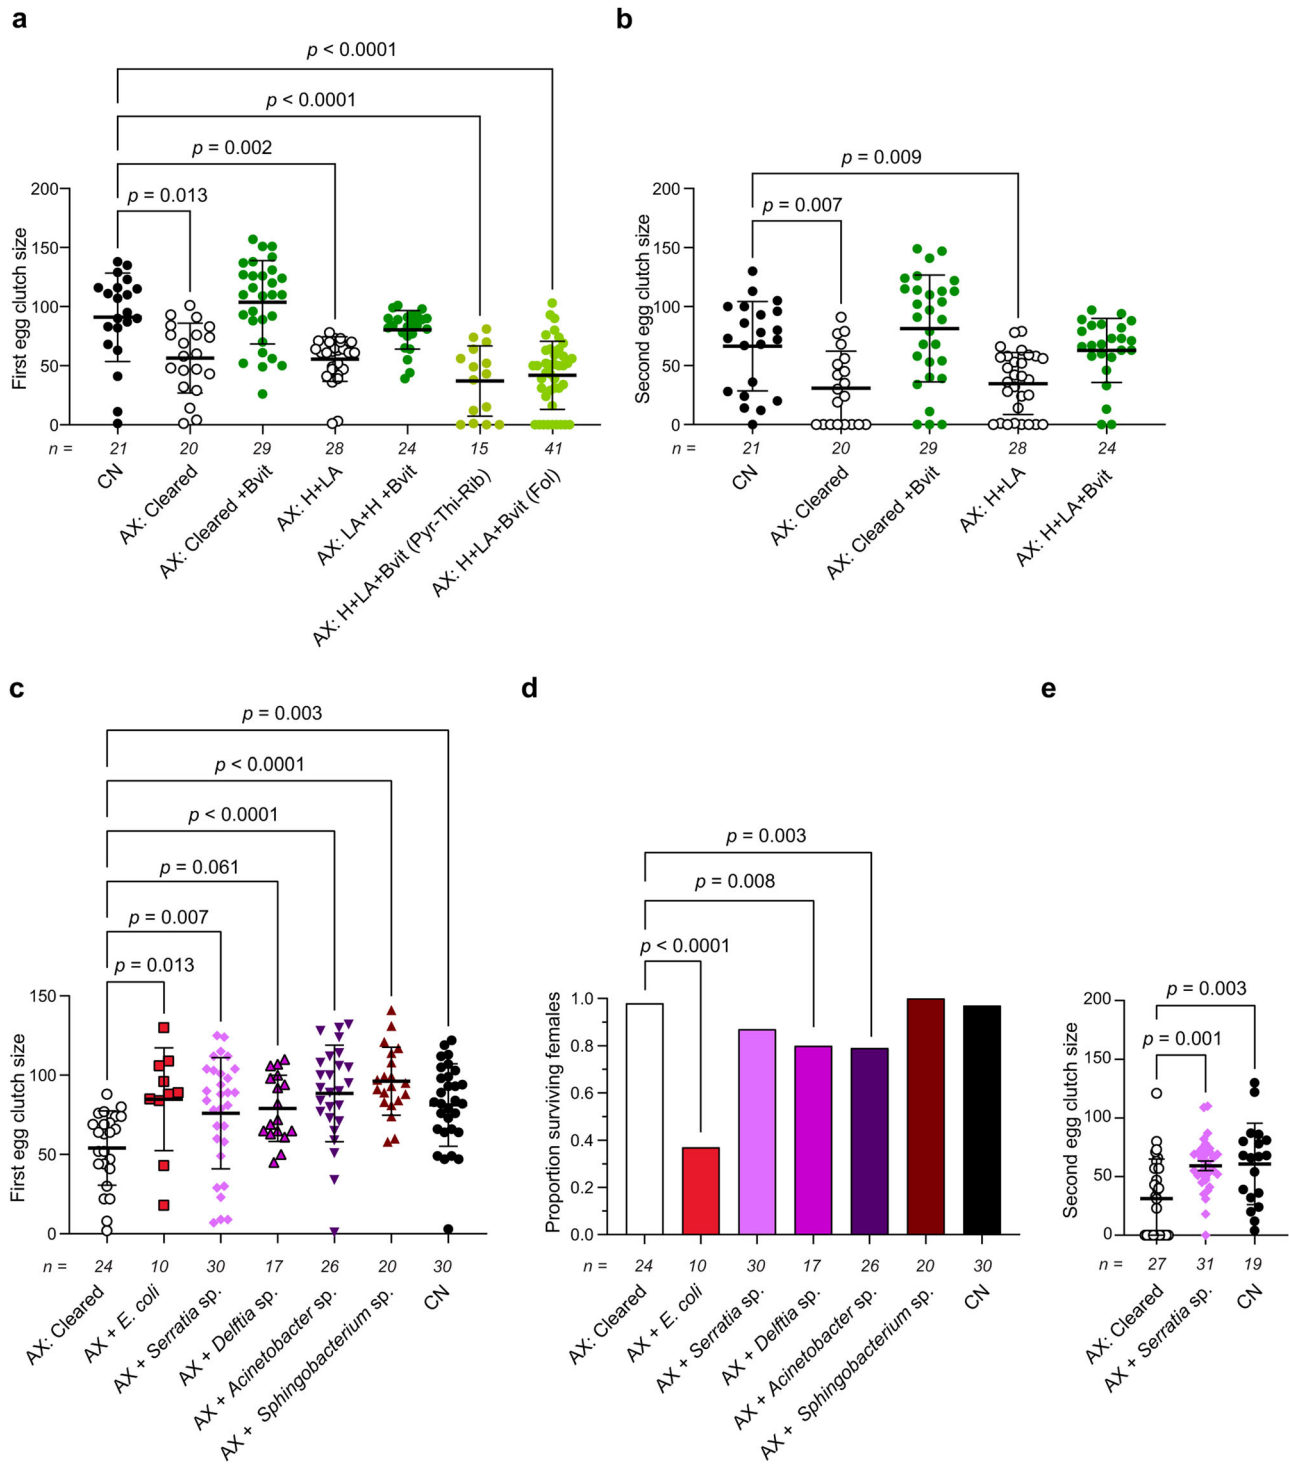 a
p < 0.0001
p < 0.0001
p = 0.002
p = 0.013
First egg clutch size
200
150
100
50
0
n = 21 20 29 28 24 15 41
CN
AX: Cleared
AX: Cleared +Bvit
AX: H+LA
AX: LA+H +Bvit
AX: H+LA+Bvit (Pyr-Thi-Rib)
AX: H+LA+Bvit (Fol)
b
p = 0.009
p = 0.007
Second egg clutch size
200
150
100
50
0
n = 21 20 29 28 24
CN
AX: Cleared
AX: Cleared +Bvit
AX: H+LA
AX: H+LA+Bvit
c
p = 0.003
p < 0.0001
p < 0.0001
p = 0.061
p = 0.007
p = 0.013
First egg clutch size
150
100
50
0
n = 24 10 30 17 26 20 30
AX: Cleared
AX + E. coli
AX + Serratia sp.
AX + Delftia sp.
AX + Acinetobacter sp.
AX + Sphingobacterium sp.
CN
d
p = 0.003
p = 0.008
p < 0.0001
Proportion surviving females
1.0
0.8
0.6
0.4
0.2
0.0
n = 24 10 30 17 26 20 30
AX: Cleared
AX + E. coli
AX + Serratia sp.
AX + Delftia sp.
AX + Acinetobacter sp.
AX + Sphingobacterium sp.
CN
e
p = 0.003
p = 0.001
Second egg clutch size
200
150
100
50
0
n = 27 31 19
AX: Cleared
AX + Serratia sp.
CN